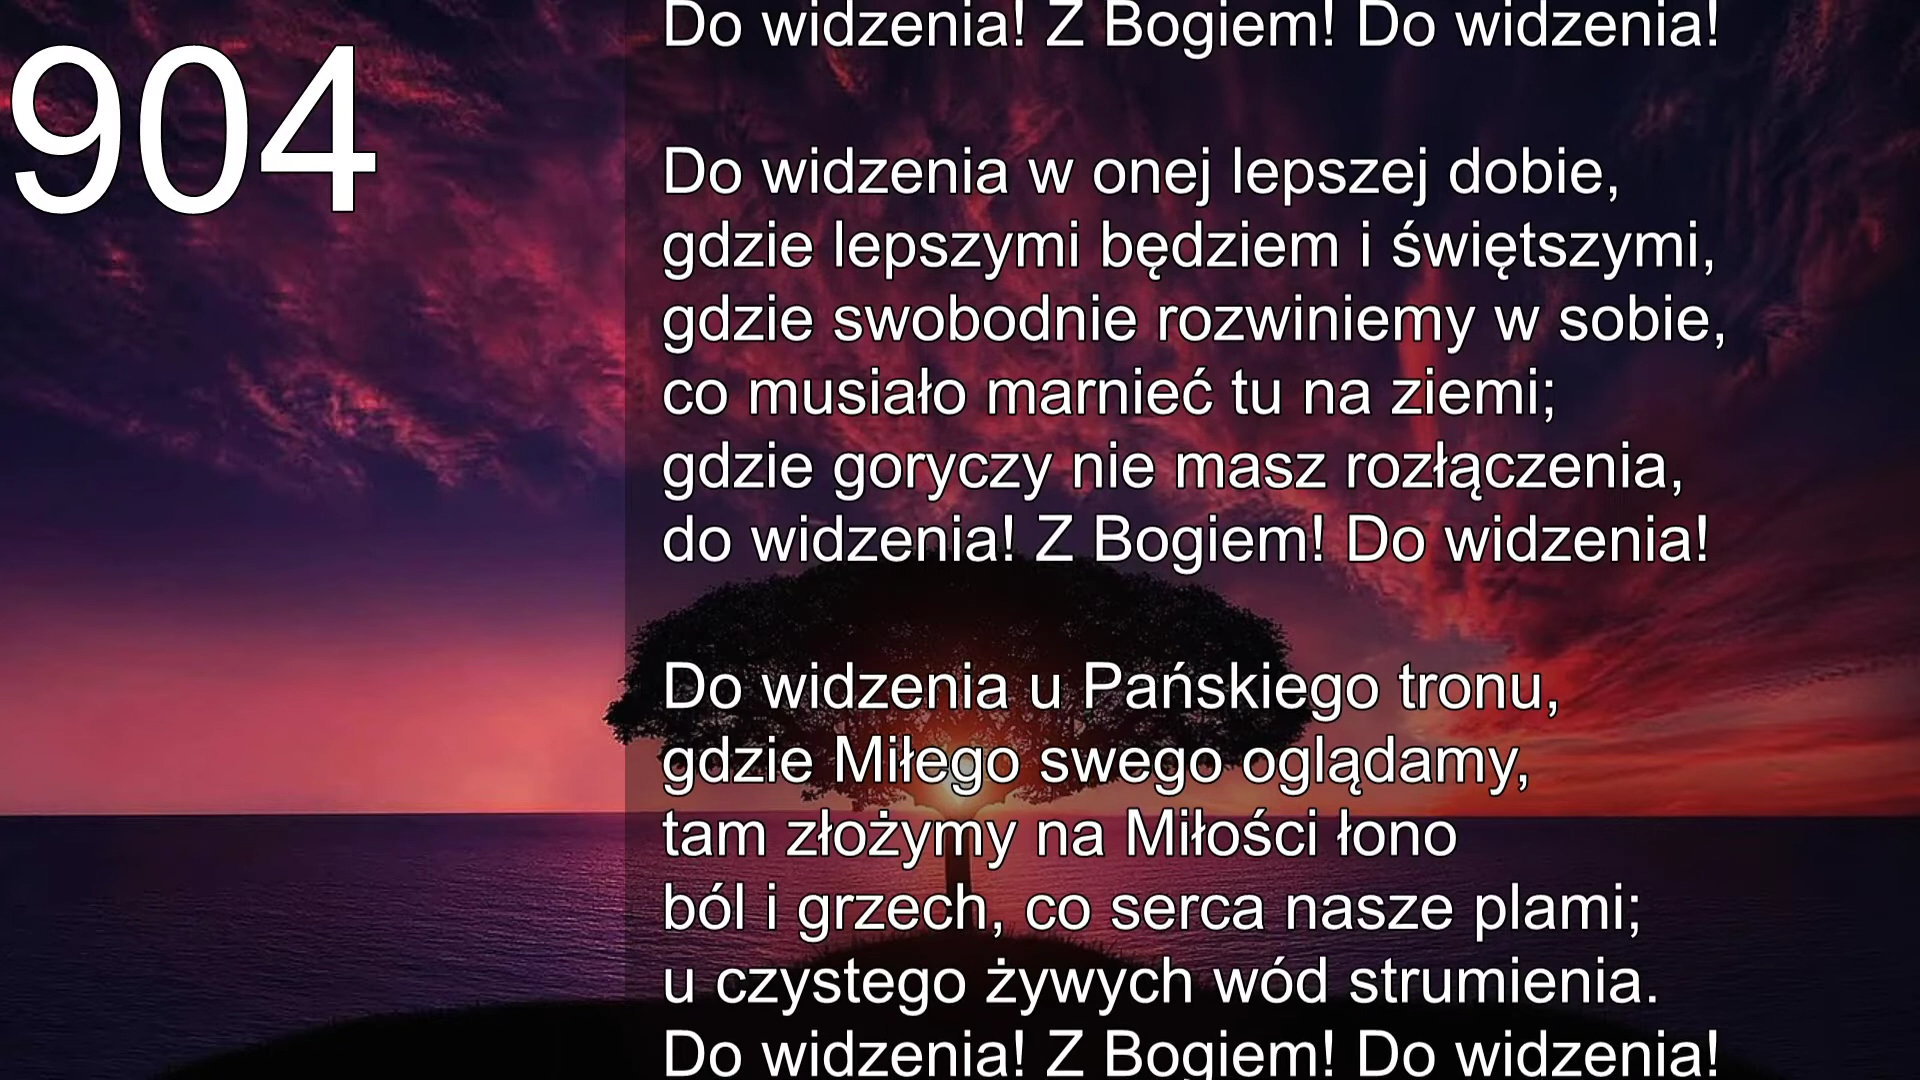 904
Do widzenia! Z Bogiem! Do widzenia!
Do widzenia w onej lepszej dobie,
gdzie lepszymi będziem i świętszymi,
gdzie swobodnie rozwiniemy w sobie,
co musiało marnieć tu na ziemi;
gdzie goryczy nie masz rozłączenia,
do widzenia! Z Bogiem! Do widzenia!
Do widzenia u Pańskiego tronu,
gdzie Miłego swego oglądamy,
tam złożymy na Miłości łono
ból i grzech, co serca nasze plami;
u czystego żywych wód strumienia.
Do widzenia! Z Bogiem! Do widzenia!